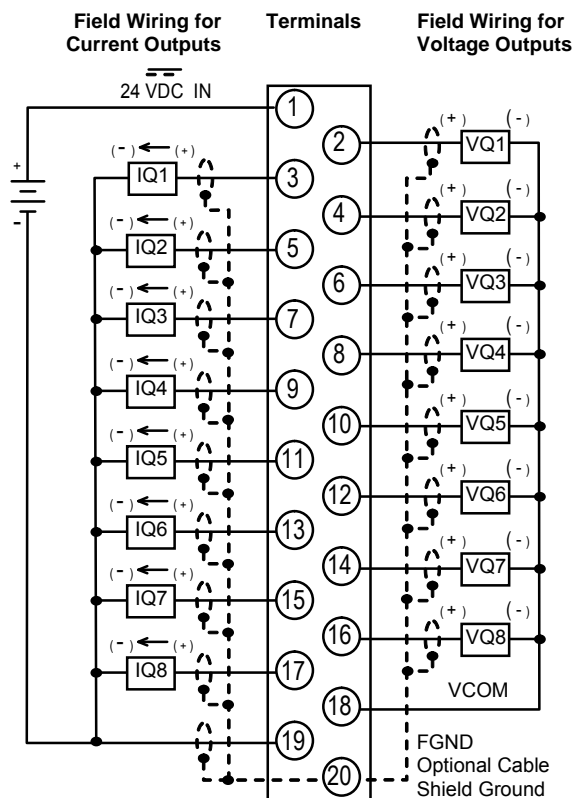 Field Wiring for
Current Outputs
Terminals
Field Wiring for
Voltage Outputs
24 VDC IN
1
+
-
2
(+) VQ1 (-)
(-) (+)
IQ1
3
4
(+) VQ2 (-)
(-) (+)
IQ2
5
6
(+) VQ3 (-)
(-) (+)
IQ3
7
8
(+) VQ4 (-)
(-) (+)
IQ4
9
10
(+) VQ5 (-)
(-) (+)
IQ5
11
12
(+) VQ6 (-)
(-) (+)
IQ6
13
14
(+) VQ7 (-)
(-) (+)
IQ7
15
16
(+) VQ8 (-)
(-) (+)
IQ8
17
VCOM
18
19
20
FGND
Optional Cable
Shield Ground